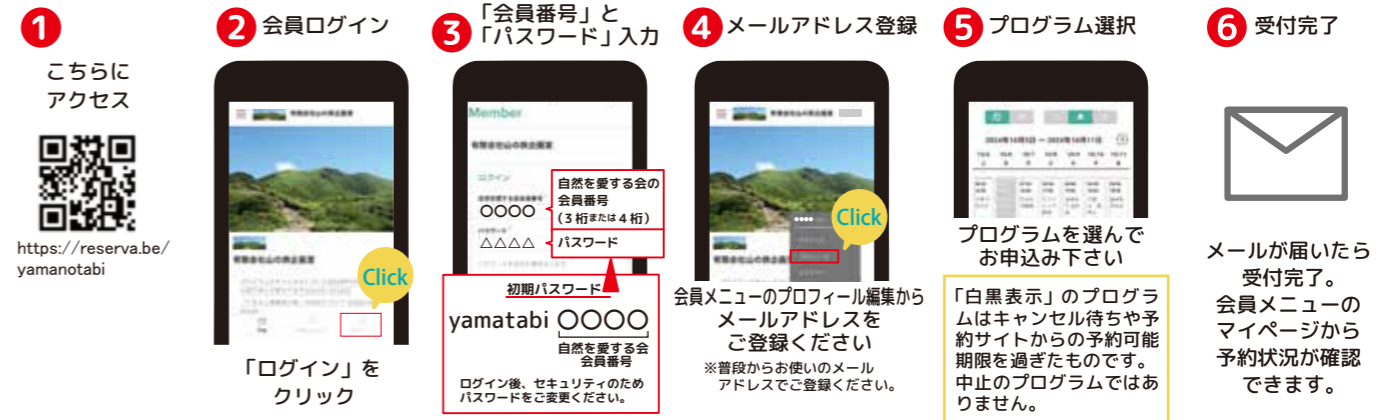 1
こちらに
アクセス
https://reserva.be/
yamanotabi
2 会員ログイン
Click
「ログイン」を
クリック
3 「会員番号」と
「パスワード」入力
Member
有限会社山の旅企画室
ログイン
自然を愛する会の
会員番号
(3桁または4桁)
〇〇〇〇
パスワード
△△△△
パスワード
初期パスワード
yamatabi 〇〇〇〇
自然を愛する会
会員番号
ログイン後、セキュリティのため
パスワードをご変更ください。
4 メールアドレス登録
Click
会員メニューのプロフィール編集から
メールアドレスを
ご登録ください
※普段からお使いのメール
アドレスでご登録ください。
5 プログラム選択
プログラムを選んで
お申込み下さい
「白黒表示」のプログラ
ムはキャンセル待ちや予
約サイトからの予約可能
期限を過ぎたものです。
中止のプログラムではあ
りません。
6 受付完了
メールが届いたら
受付完了。
会員メニューの
マイページから
予約状況が確認
できます。